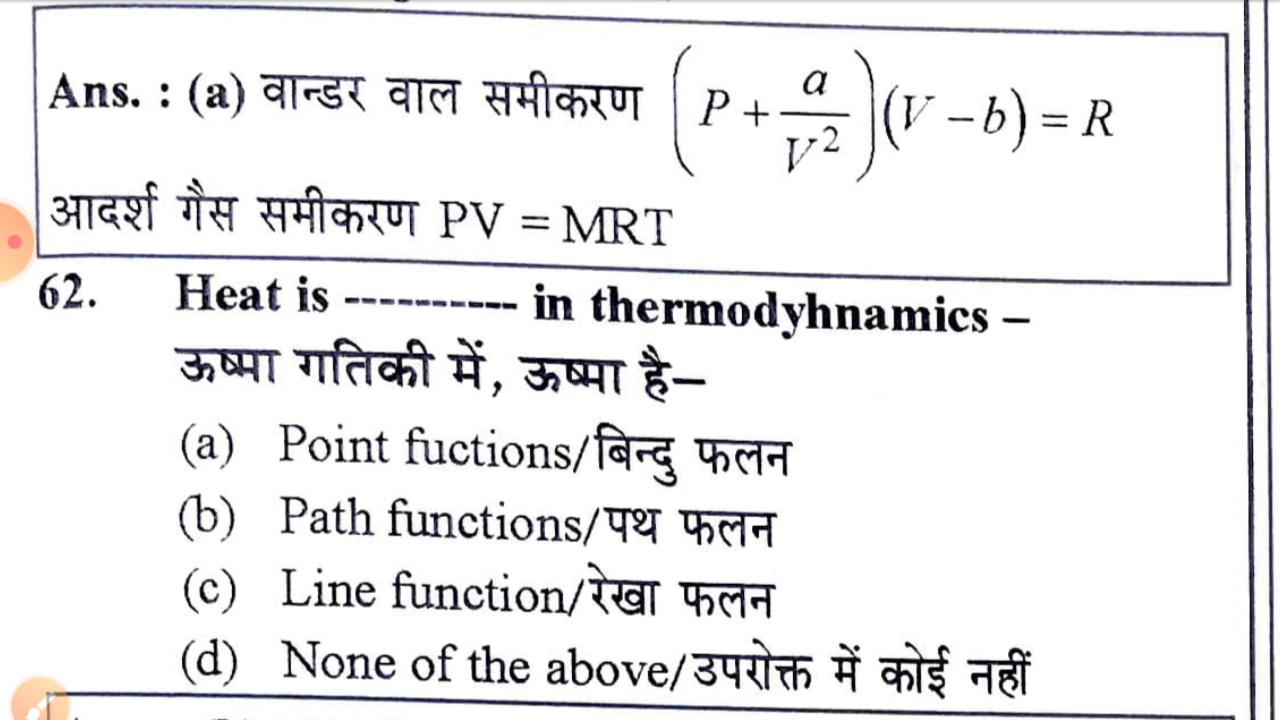 Ans. : (a) वान्डर वाल समीकरण (P + a/V²)(V – b) = R
आदर्श गैस समीकरण PV = MRT
62. Heat is ---------- in thermodyhnamics –
ऊष्मा गतिकी में, ऊष्मा है–
(a) Point fuctions/बिन्दु फलन
(b) Path functions/पथ फलन
(c) Line function/रेखा फलन
(d) None of the above/उपरोक्त में कोई नहीं